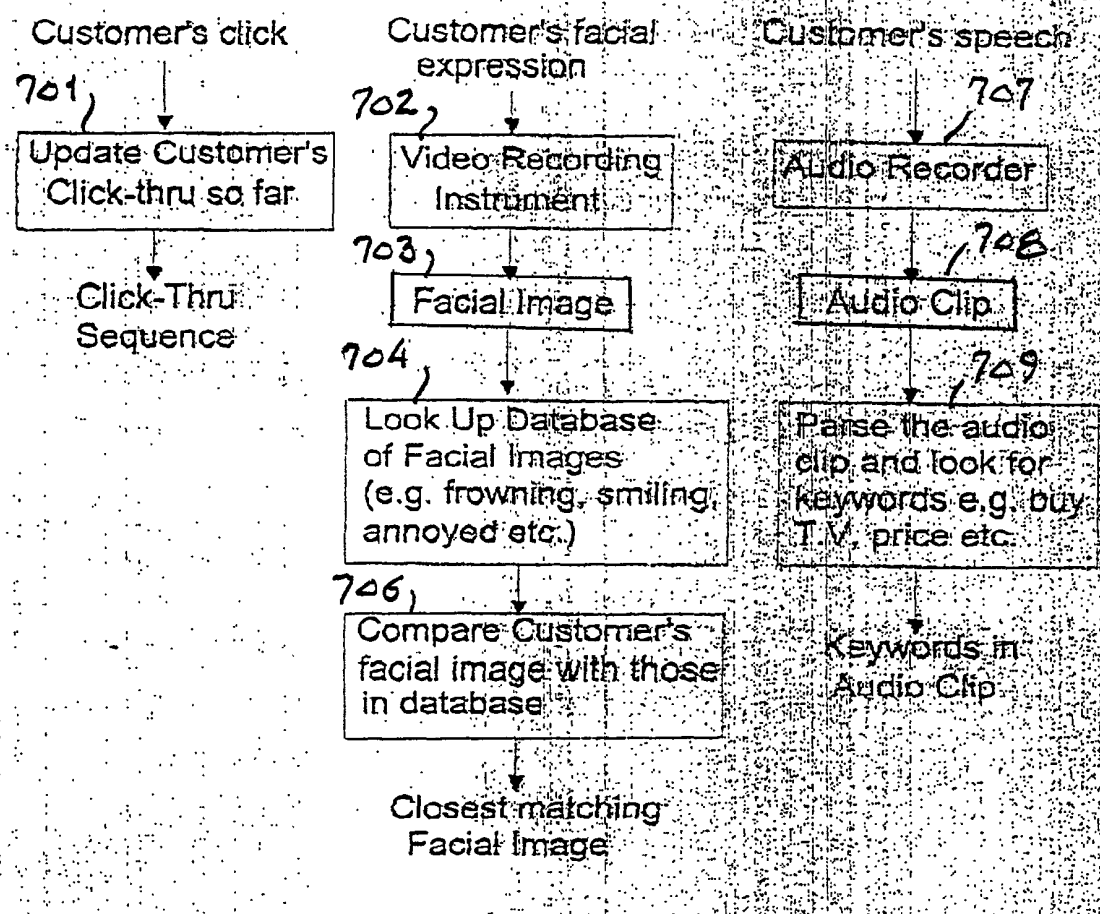 Customer's click
701
Update Customer's
Click-thru so far
Click-Thru
Sequence
Customer's facial
expression
702
Video Recording
Instrument
703
Facial Image
704
Look Up Database
of Facial Images
(e.g. frowning, smiling,
annoyed etc.)
706
Compare Customer's
facial image with those
in database
Closest matching
Facial Image
Customer's speech
707
Audio Recorder
708
Audio Clip
709
Parse the audio
clip and look for
keywords e.g. buy
T.V, price etc.
Keywords in
Audio Clip